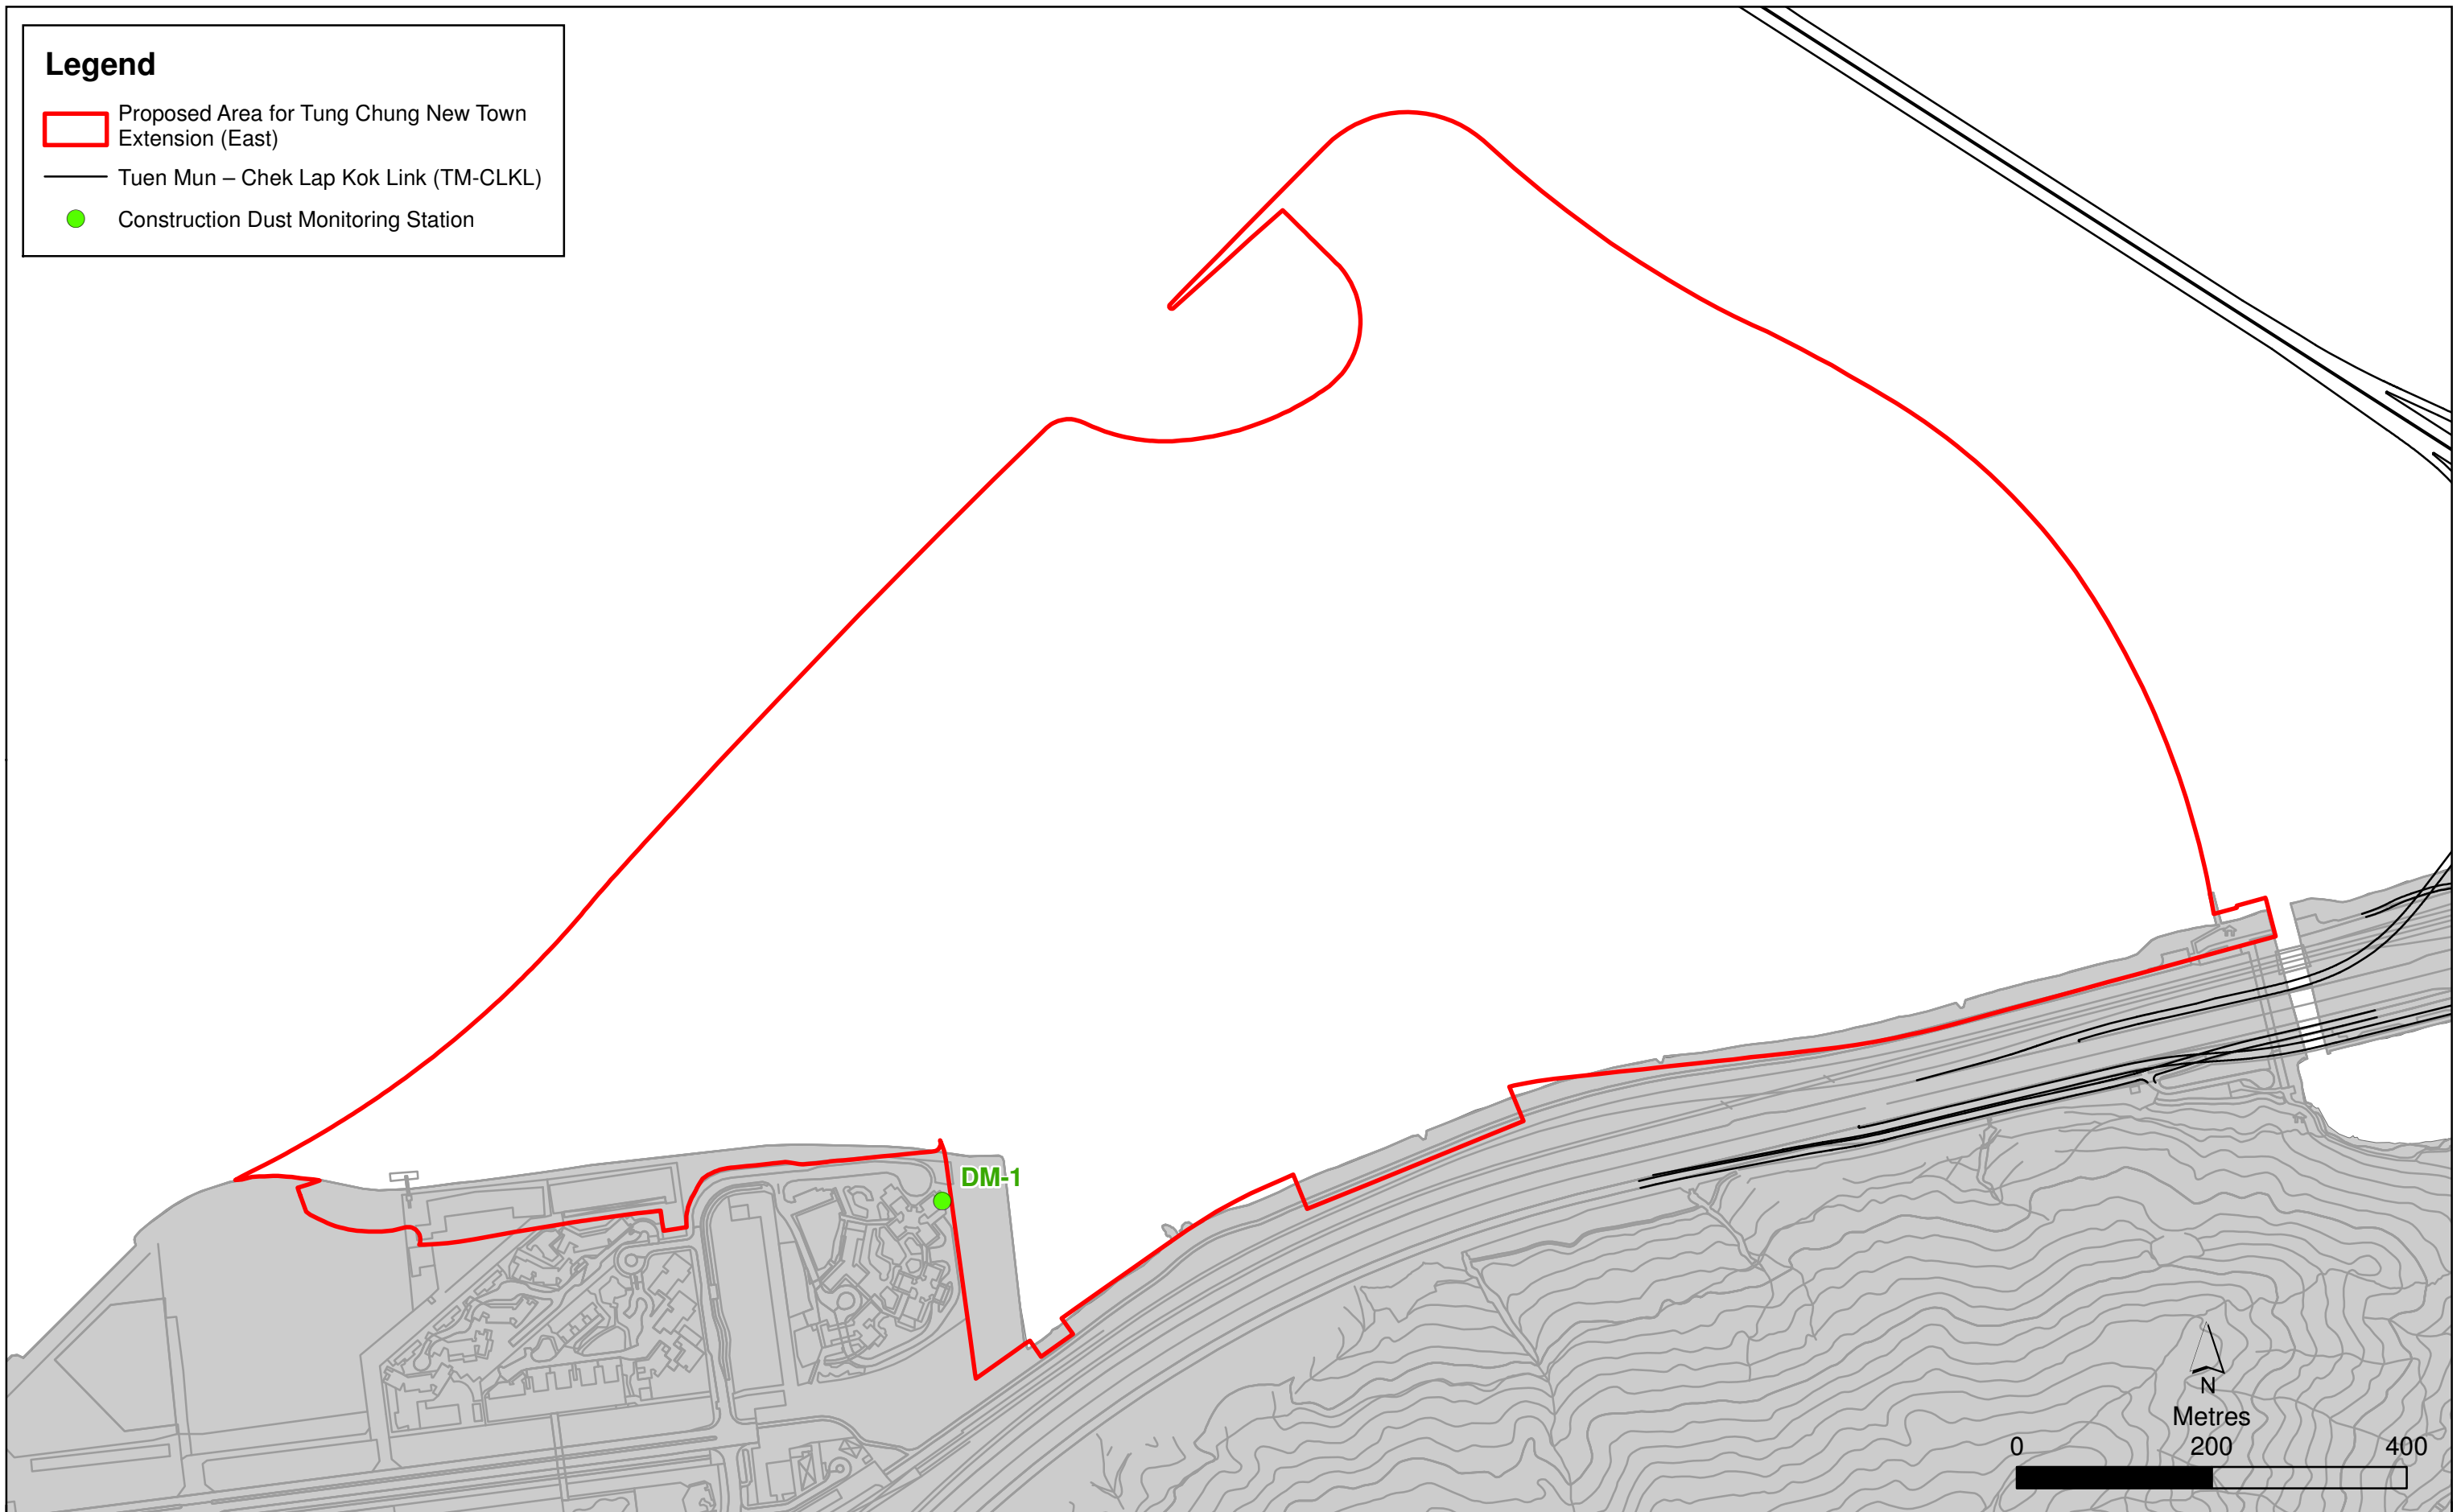 Legend
Proposed Area for Tung Chung New Town
Extension (East)
Tuen Mun – Chek Lap Kok Link (TM-CLKL)
Construction Dust Monitoring Station
DM-1
N
Metres
0 200 400